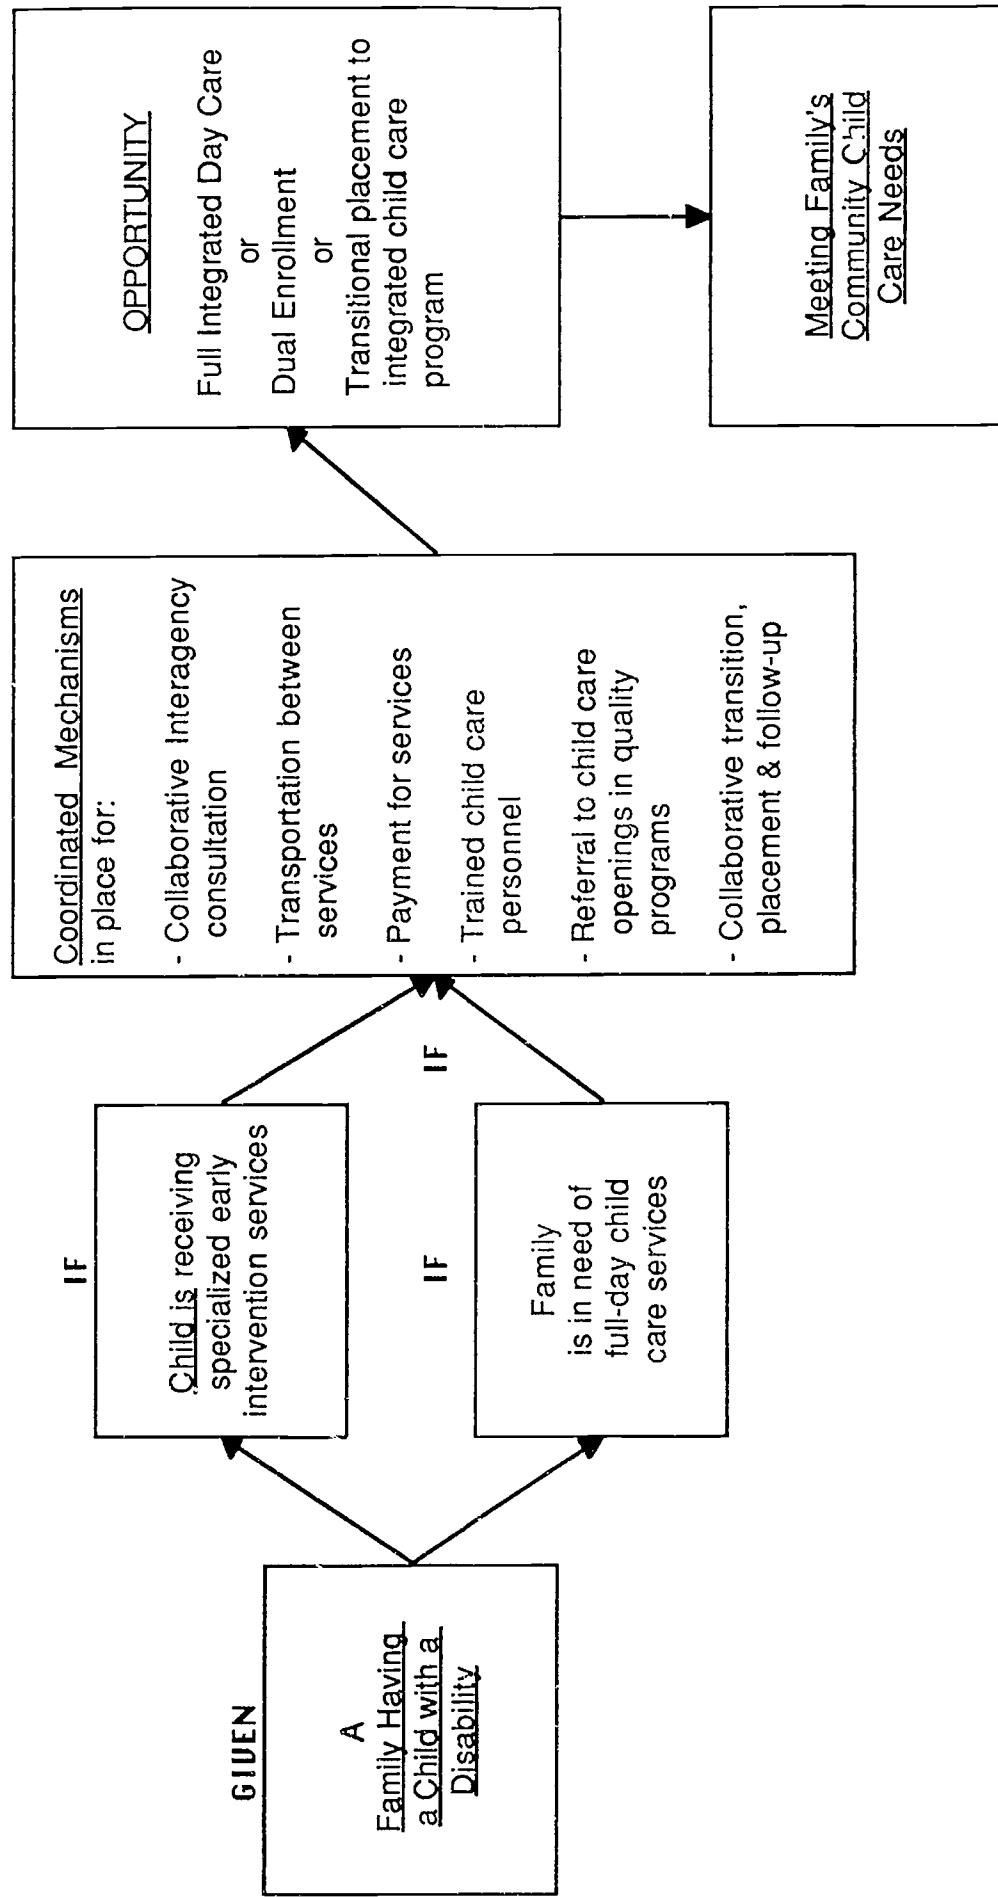 GIVEN
A
Family Having
a Child with a
Disability
IF
Child is receiving
specialized early
intervention services
IF
Family
is in need of
full-day child
care services
IF
Coordinated Mechanisms
in place for:
- Collaborative Interagency
consultation
- Transportation between
services
- Payment for services
- Trained child care
personnel
- Referral to child care
openings in quality
programs
- Collaborative transition,
placement & follow-up
OPPORTUNITY
Full Integrated Day Care
or
Dual Enrollment
or
Transitional placement to
integrated child care
program
Meeting Family's
Community Child
Care Needs